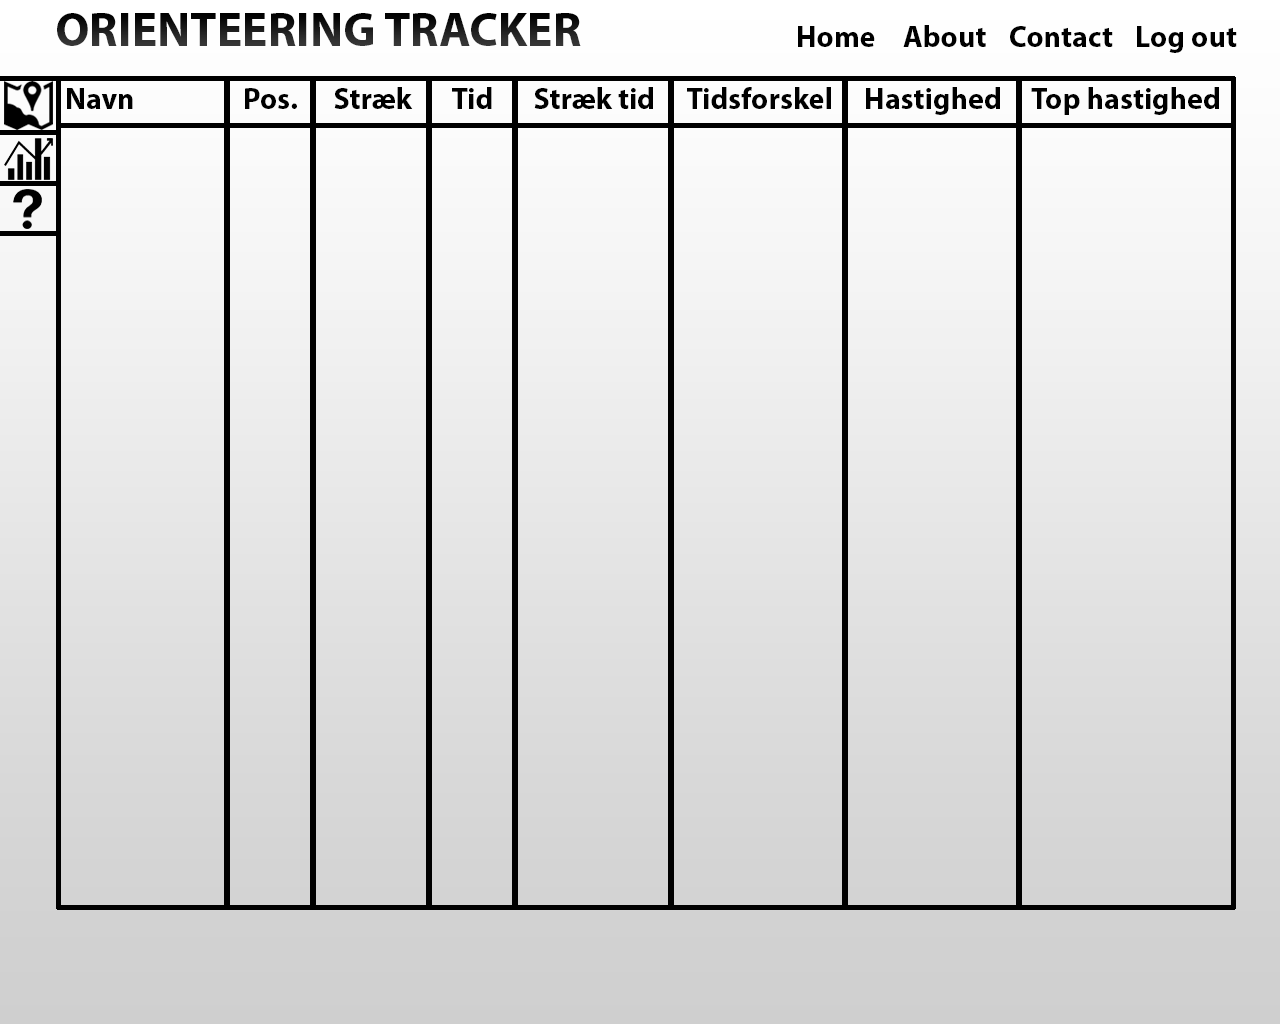 ORIENTEERING TRACKER
Home About Contact Log out
Navn Pos. Stræk Tid Stræk tid Tidsforskel Hastighed Top hastighed
?